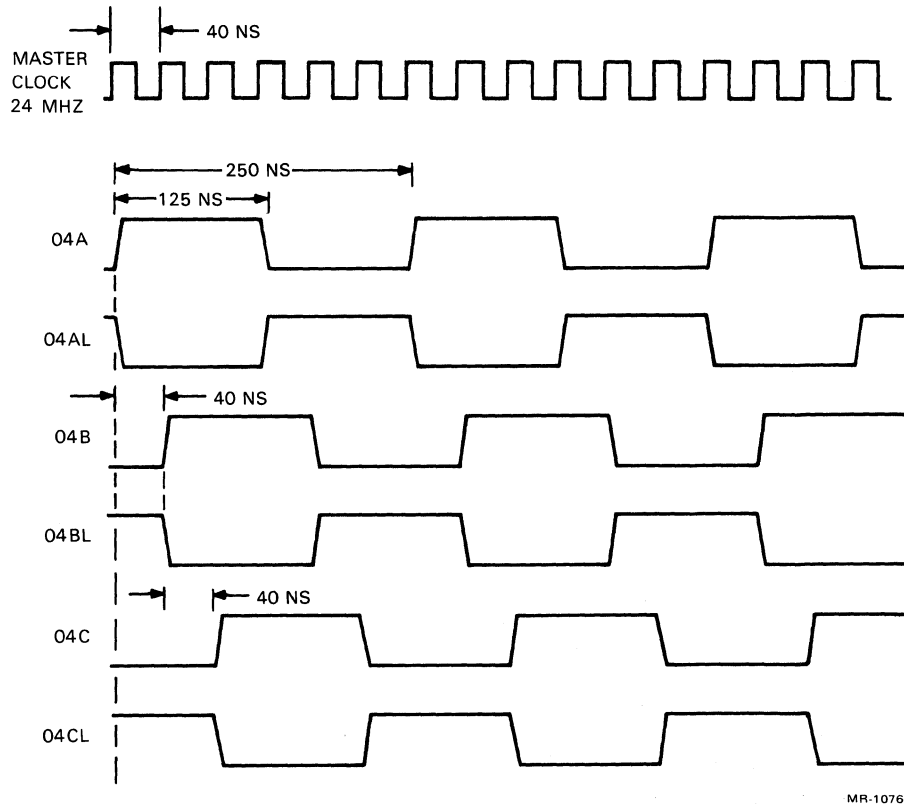 40 NS
MASTER
CLOCK
24 MHZ
250 NS
125 NS
04A
04AL
40 NS
04B
04BL
40 NS
04C
04CL
MR-1076